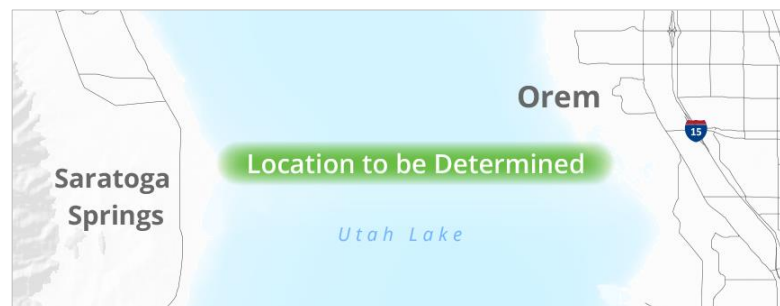 Orem
15
Location to be Determined
Saratoga
Springs
Utah Lake